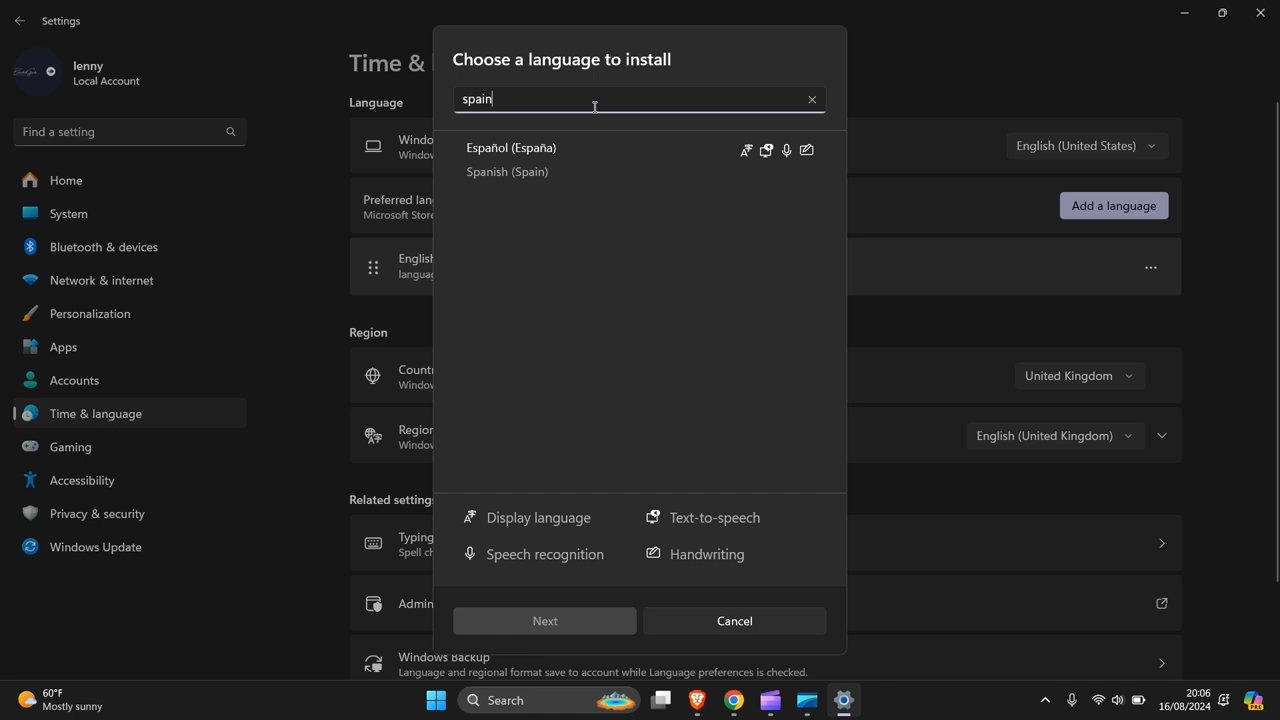 Settings
lenny
Local Account
Find a setting
Home
System
Bluetooth & devices
Network & internet
Personalization
Apps
Accounts
Time & language
Gaming
Accessibility
Privacy & security
Windows Update
Time &
Language
Windo
Window
English (United States)
Preferred lan
Microsoft Store
Add a language
English
languag
Region
Countr
Window
United Kingdom
Region
Window
English (United Kingdom)
Related settings
Typing
Spell ch
Admin
Windows Backup
Language and regional format save to account while Language preferences is checked.
Choose a language to install
spain
Español (España)
Spanish (Spain)
Display language
Text-to-speech
Speech recognition
Handwriting
Next
Cancel
60°F
Mostly sunny
Search
20:06
16/08/2024